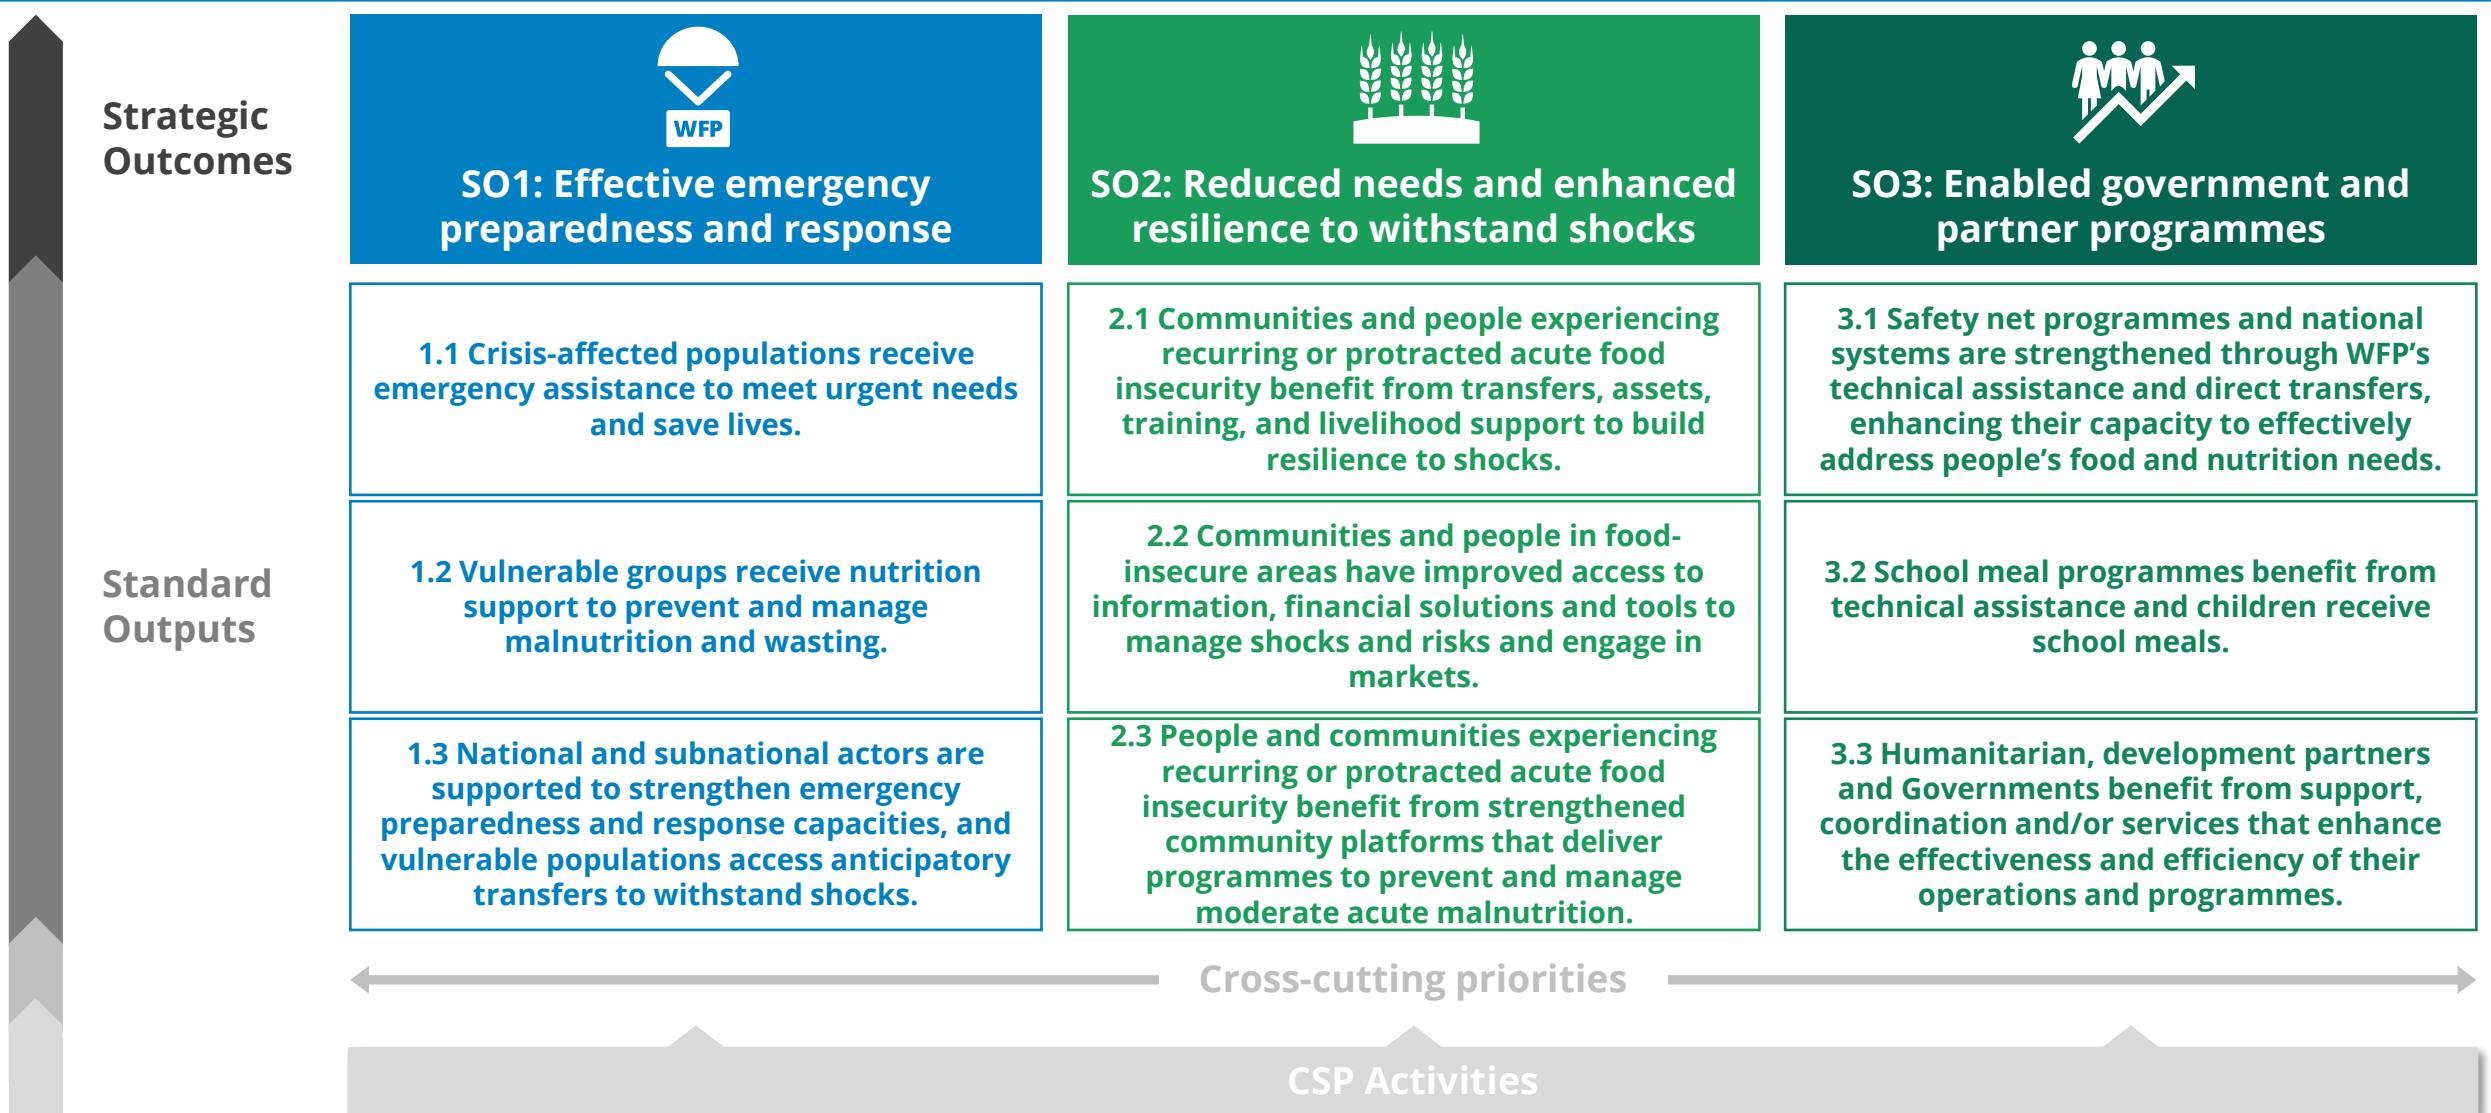 Strategic
Outcomes
WFP
SO1: Effective emergency
preparedness and response
SO2: Reduced needs and enhanced
resilience to withstand shocks
SO3: Enabled government and
partner programmes
Standard
Outputs
1.1 Crisis-affected populations receive
emergency assistance to meet urgent needs
and save lives.
2.1 Communities and people experiencing
recurring or protracted acute food
insecurity benefit from transfers, assets,
training, and livelihood support to build
resilience to shocks.
3.1 Safety net programmes and national
systems are strengthened through WFP’s
technical assistance and direct transfers,
enhancing their capacity to effectively
address people’s food and nutrition needs.
1.2 Vulnerable groups receive nutrition
support to prevent and manage
malnutrition and wasting.
2.2 Communities and people in food-
insecure areas have improved access to
information, financial solutions and tools to
manage shocks and risks and engage in
markets.
3.2 School meal programmes benefit from
technical assistance and children receive
school meals.
1.3 National and subnational actors are
supported to strengthen emergency
preparedness and response capacities, and
vulnerable populations access anticipatory
transfers to withstand shocks.
2.3 People and communities experiencing
recurring or protracted acute food
insecurity benefit from strengthened
community platforms that deliver
programmes to prevent and manage
moderate acute malnutrition.
3.3 Humanitarian, development partners
and Governments benefit from support,
coordination and/or services that enhance
the effectiveness and efficiency of their
operations and programmes.
Cross-cutting priorities
CSP Activities